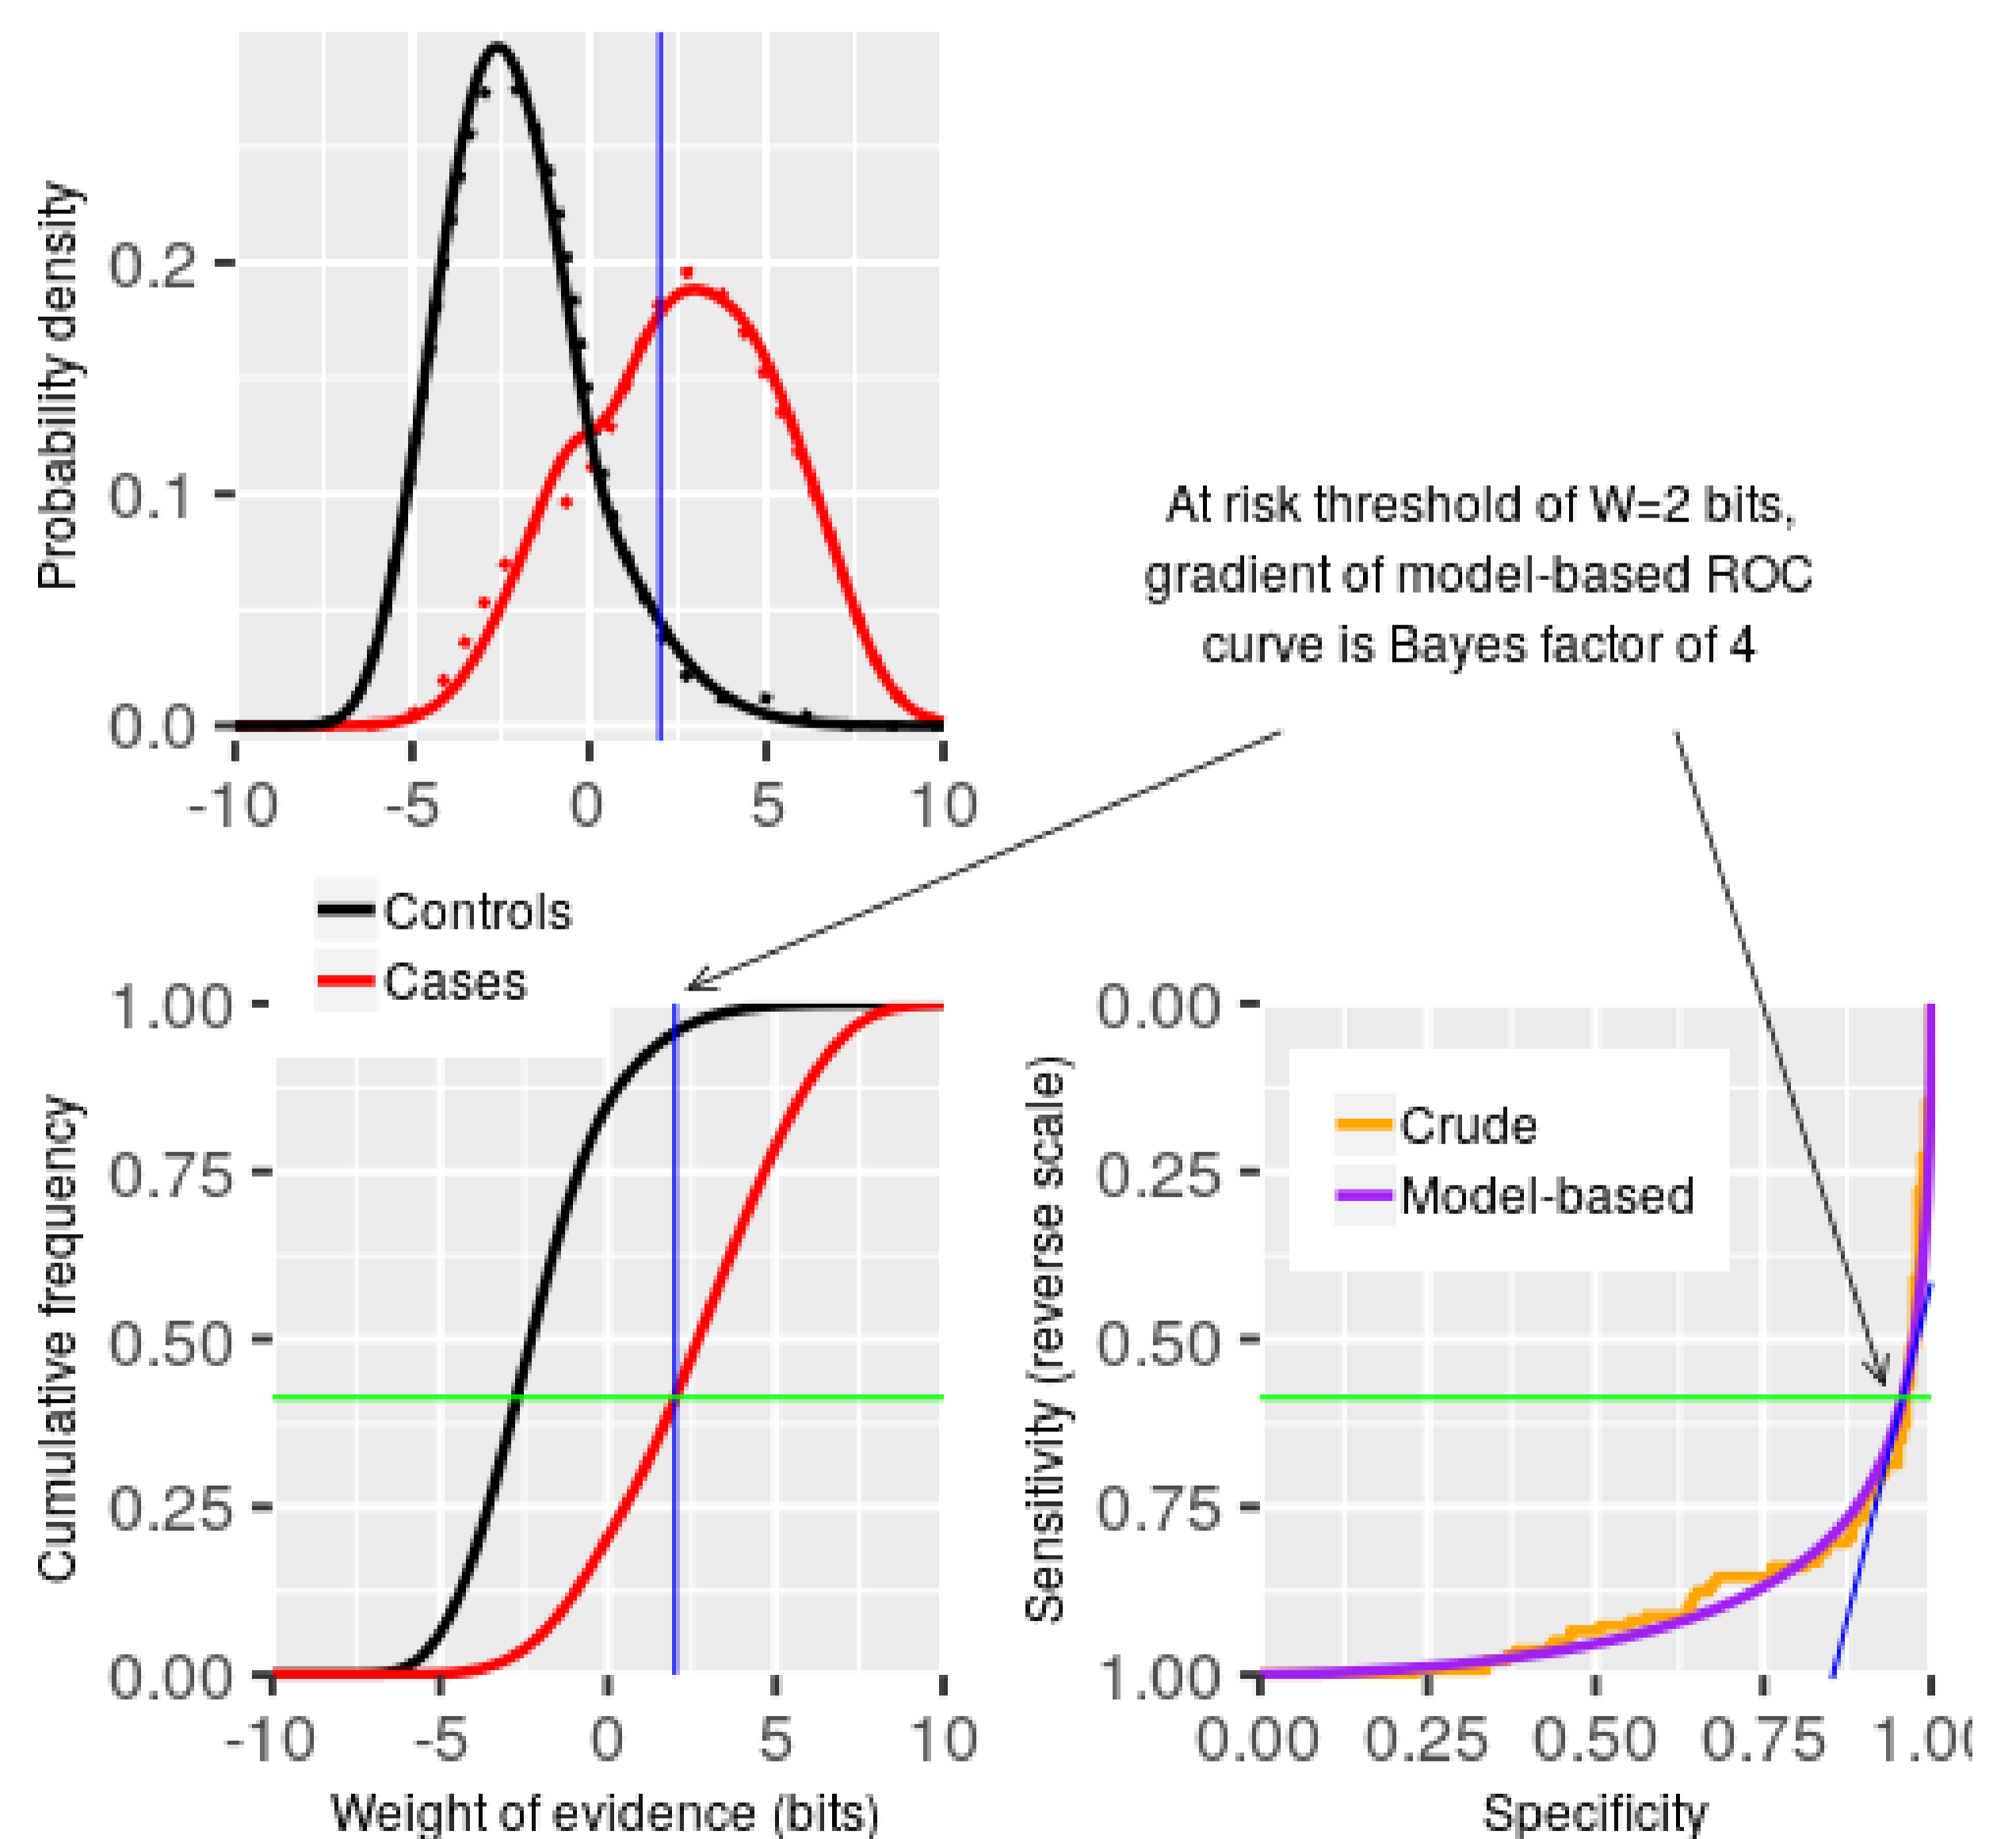 Probability density
0.2
0.1
0.0
-10 -5 0 5 10
At risk threshold of W=2 bits,
gradient of model-based ROC
curve is Bayes factor of 4
Controls
Cases
Cumulative frequency
1.00
0.75
0.50
0.25
0.00
-10 -5 0 5 10
Weight of evidence (bits)
Sensitivity (reverse scale)
0.00
0.25
0.50
0.75
1.00
Crude
Model-based
0.00 0.25 0.50 0.75 1.00
Specificity